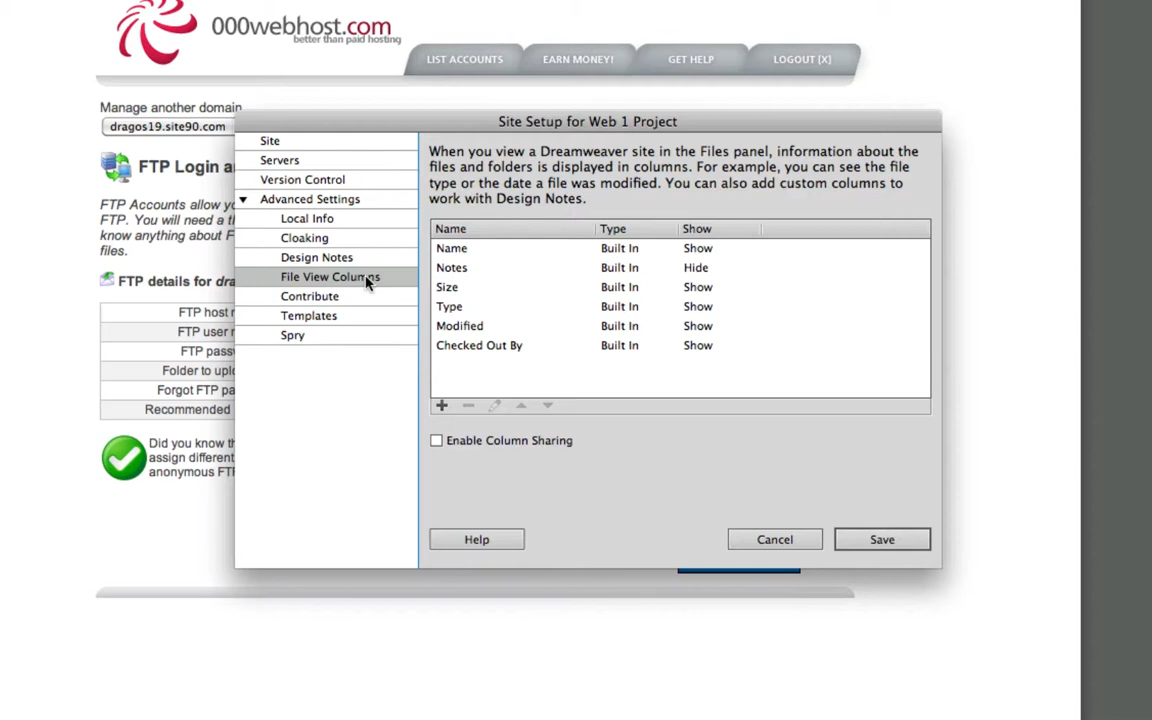 000webhost.com
better than paid hosting
LIST ACCOUNTS
EARN MONEY!
GET HELP
LOGOUT [X]
Manage another domain
dragos19.site90.com
FTP Login a
FTP Accounts allow yo
FTP. You will need a t
know anything about F
files.
FTP details for dra
FTP host n
FTP user n
FTP passw
Folder to uplo
Forgot FTP pa
Recommended
Did you know th
assign different
anonymous FTP
Site Setup for Web 1 Project
Site
Servers
Version Control
Advanced Settings
Local Info
Cloaking
Design Notes
File View Columns
Contribute
Templates
Spry
When you view a Dreamweaver site in the Files panel, information about the
files and folders is displayed in columns. For example, you can see the file
type or the date a file was modified. You can also add custom columns to
work with Design Notes.
Name Type Show
Name Built In Show
Notes Built In Hide
Size Built In Show
Type Built In Show
Modified Built In Show
Checked Out By Built In Show
Enable Column Sharing
Help
Cancel
Save